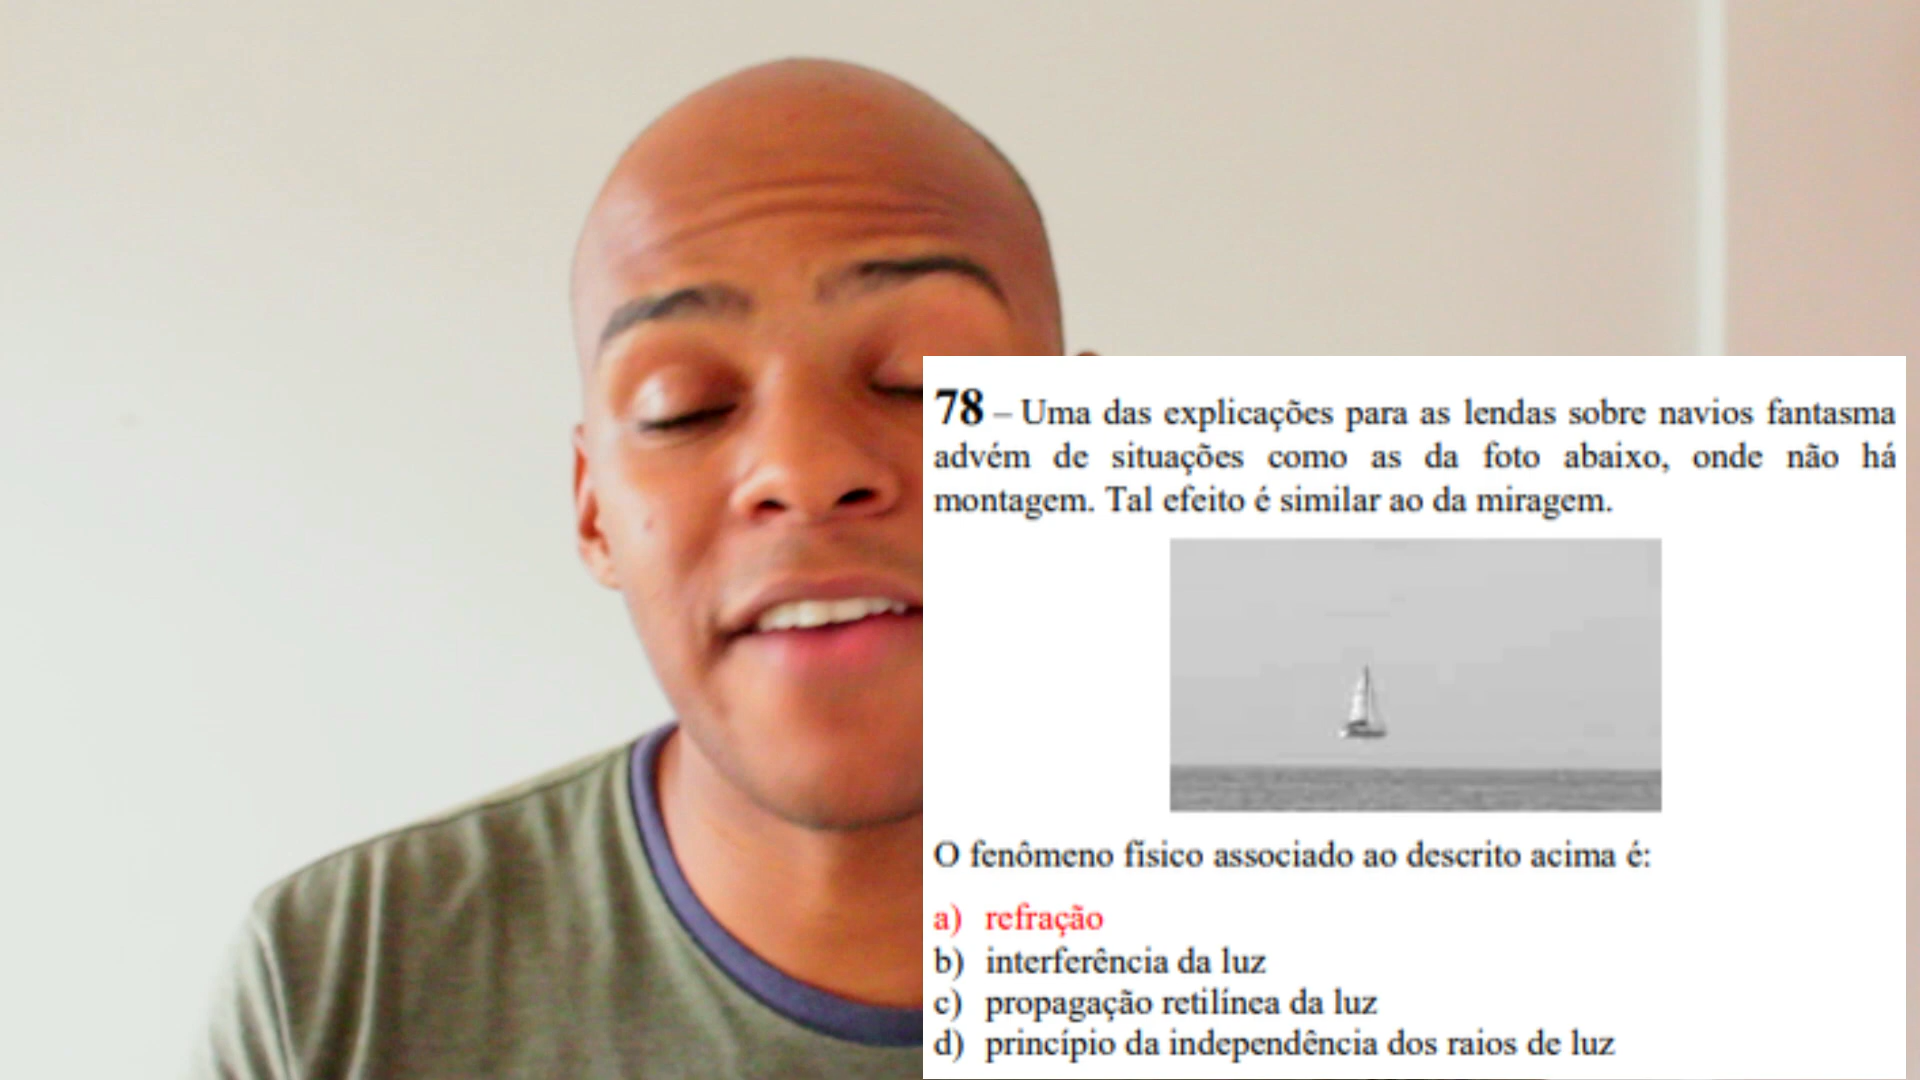 78 – Uma das explicações para as lendas sobre navios fantasma
advém de situações como as da foto abaixo, onde não há
montagem. Tal efeito é similar ao da miragem.
O fenômeno físico associado ao descrito acima é:
a) refração
b) interferência da luz
c) propagação retilínea da luz
d) princípio da independência dos raios de luz